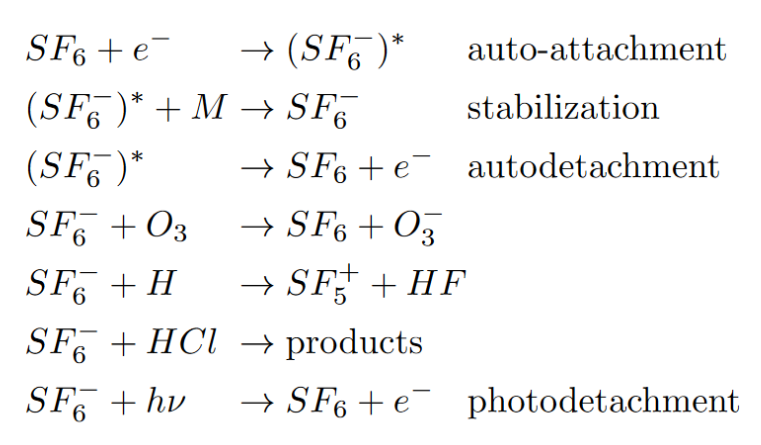 SF₆ + e⁻ → (SF₆⁻)* auto-attachment
(SF₆⁻)* + M → SF₆⁻ stabilization
(SF₆⁻)* → SF₆ + e⁻ autodetachment
SF₆⁻ + O₃ → SF₆ + O₃⁻
SF₆⁻ + H → SF₅⁺ + HF
SF₆⁻ + HCl → products
SF₆⁻ + hν → SF₆ + e⁻ photodetachment